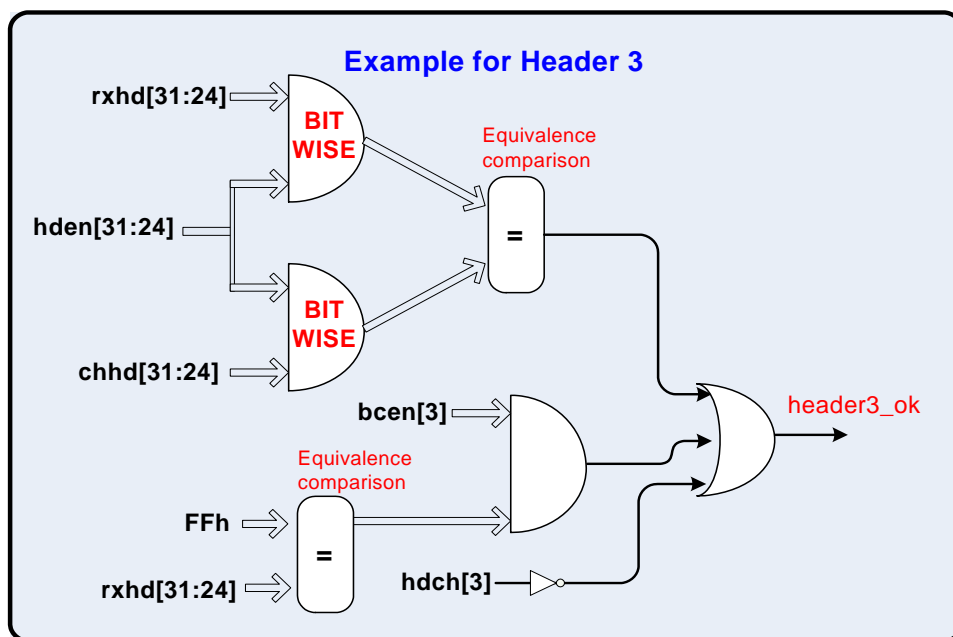 Example for Header 3
rxhd[31:24]
BIT
WISE
Equivalence
comparison
hden[31:24]
=
BIT
WISE
chhd[31:24]
bcen[3]
header3_ok
Equivalence
comparison
FFh
=
rxhd[31:24]
hdch[3]